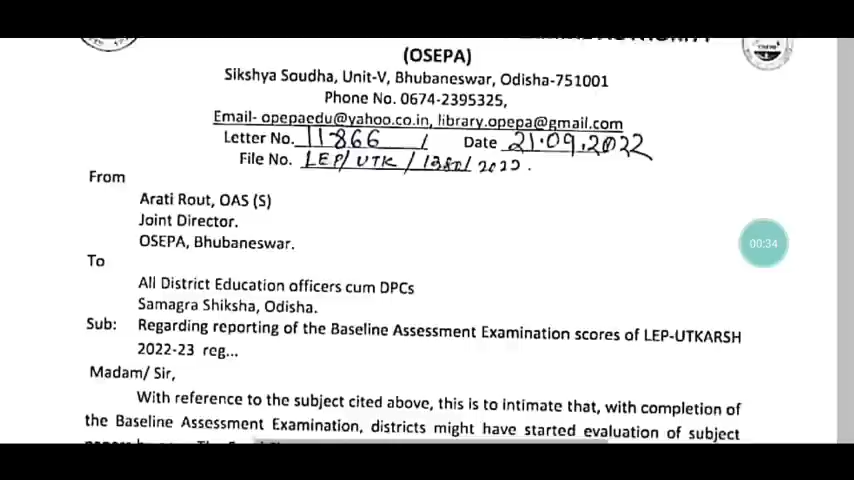 (OSEPA)
Sikshya Soudha, Unit-V, Bhubaneswar, Odisha-751001
Phone No. 0674-2395325,
Email- opepaedu@yahoo.co.in, library.opepa@gmail.com
Letter No. 11866 / Date 21.09.2022
File No. LEP/ UTK / 1380/ 2022.
From
Arati Rout, OAS (S)
Joint Director.
OSEPA, Bhubaneswar.
00:34
To
All District Education officers cum DPCs
Samagra Shiksha, Odisha.
Sub: Regarding reporting of the Baseline Assessment Examination scores of LEP-UTKARSH
2022-23 reg...
Madam/ Sir,
With reference to the subject cited above, this is to intimate that, with completion of
the Baseline Assessment Examination, districts might have started evaluation of subject